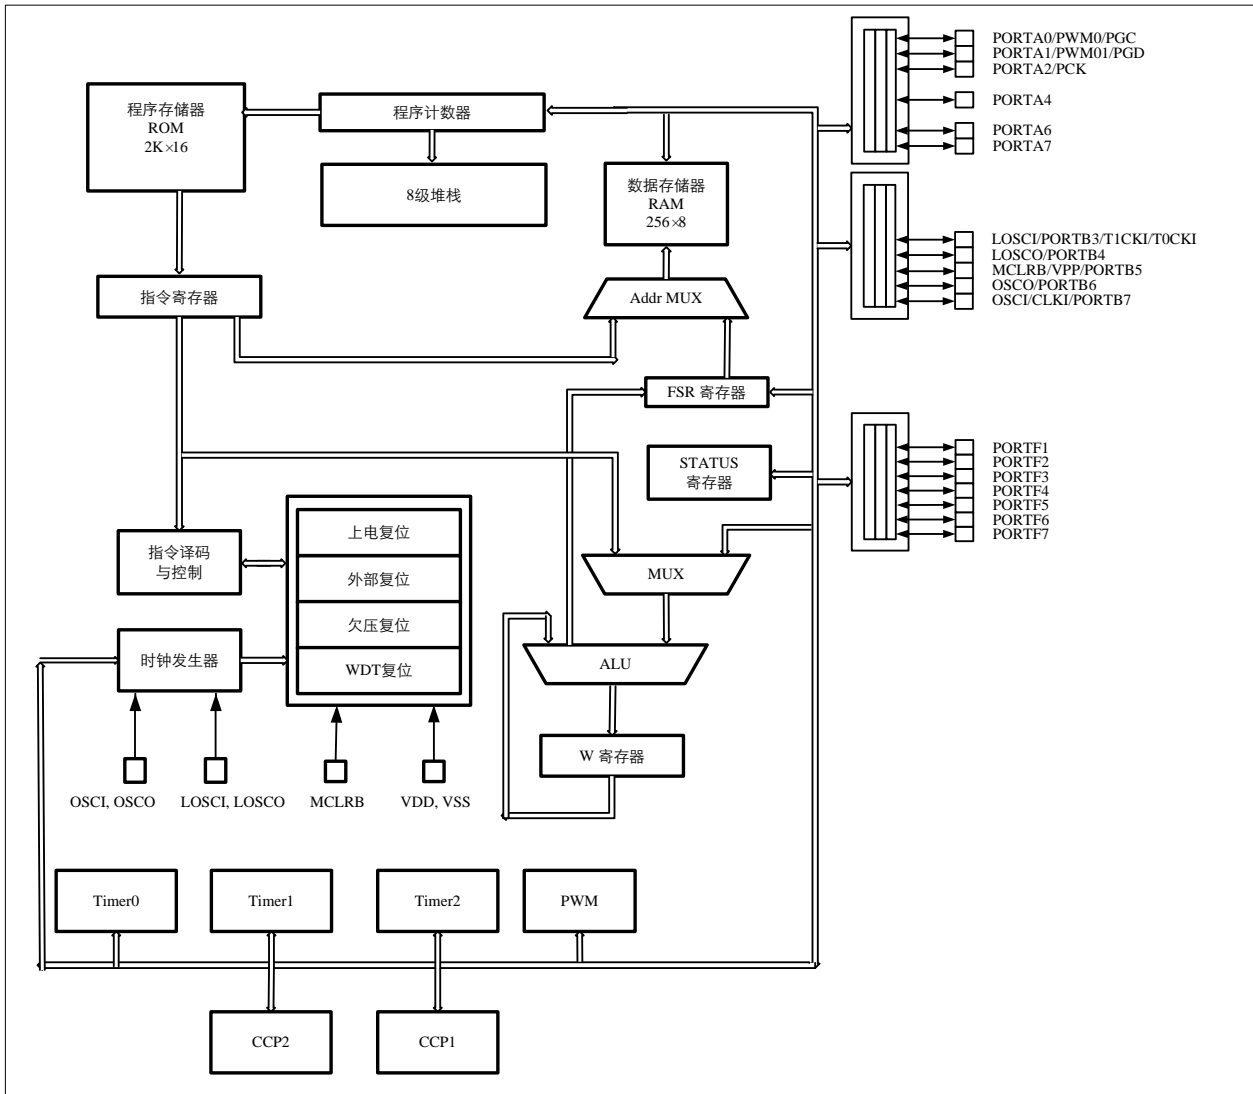 PORTA0/PWM0/PGC
PORTA1/PWM01/PGD
PORTA2/PCK
PORTA4
PORTA6
PORTA7
程序存储器
ROM
2K×16
程序计数器
8级堆栈
数据存储器
RAM
256×8
LOSCI/PORTB3/T1CKI/T0CKI
LOSCO/PORTB4
MCLRB/VPP/PORTB5
OSCO/PORTB6
OSCI/CLKI/PORTB7
指令寄存器
Addr MUX
FSR 寄存器
STATUS
寄存器
PORTF1
PORTF2
PORTF3
PORTF4
PORTF5
PORTF6
PORTF7
上电复位
外部复位
欠压复位
WDT复位
指令译码
与控制
MUX
时钟发生器
ALU
W 寄存器
OSCI, OSCO
LOSCI, LOSCO
MCLRB
VDD, VSS
Timer0
Timer1
Timer2
PWM
CCP2
CCP1